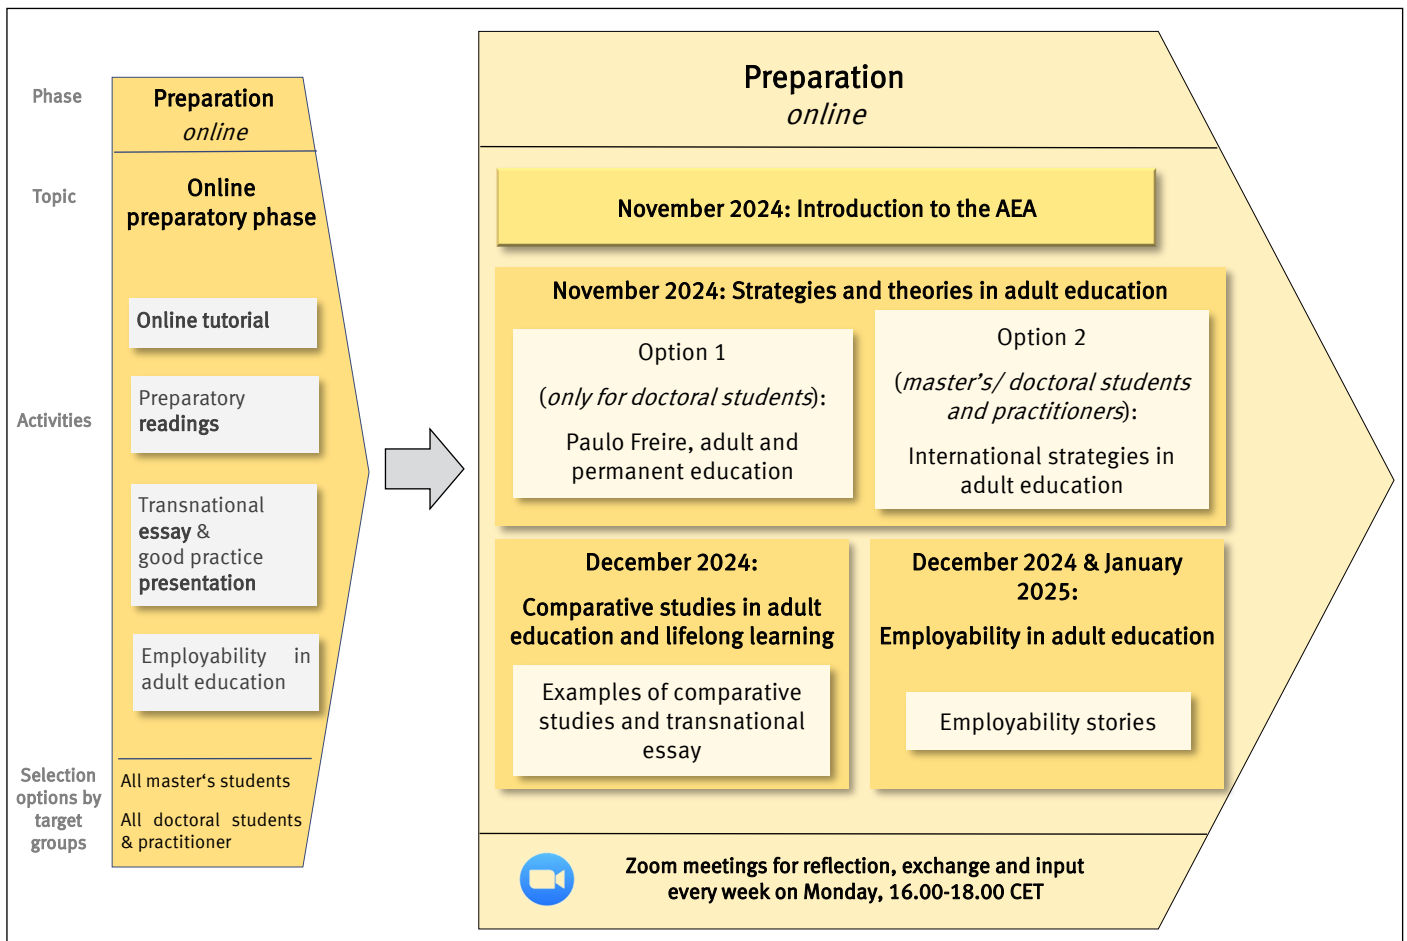 Phase
Preparation
online
Topic
Online
preparatory phase
Activities
Online tutorial
Preparatory
readings
Transnational
essay &
good practice
presentation
Employability in
adult education
Selection
options by
target
groups
All master‘s students
All doctoral students
& practitioner
Preparation
online
November 2024: Introduction to the AEA
November 2024: Strategies and theories in adult education
Option 1
(only for doctoral students):
Paulo Freire, adult and
permanent education
Option 2
(master’s/ doctoral students
and practitioners):
International strategies in
adult education
December 2024:
Comparative studies in adult
education and lifelong learning
Examples of comparative
studies and transnational
essay
December 2024 & January
2025:
Employability in adult education
Employability stories
Zoom meetings for reflection, exchange and input
every week on Monday, 16.00-18.00 CET